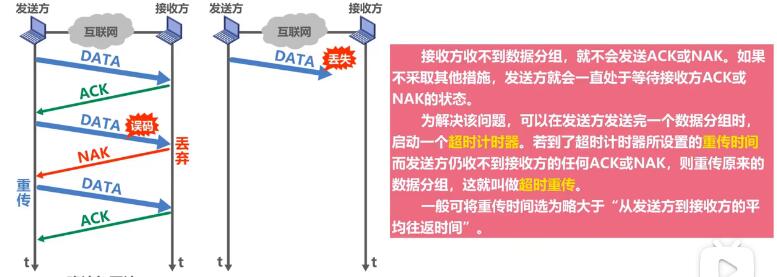 发送方
接收方
互联网
DATA
ACK
DATA
误码
NAK
丢弃
重传
DATA
ACK
t
t
发送方
接收方
互联网
DATA
丢失
t
t
接收方收不到数据分组，就不会发送ACK或NAK。如果
不采取其他措施，发送方就会一直处于等待接收方ACK或
NAK的状态。
为解决该问题，可以在发送方发送完一个数据分组时，
启动一个超时计时器。若到了超时计时器所设置的重传时间
而发送方仍收不到接收方的任何ACK或NAK，则重传原来的
数据分组，这就叫做超时重传。
一般可将重传时间选为略大于“从发送方到接收方的平
均往返时间”。